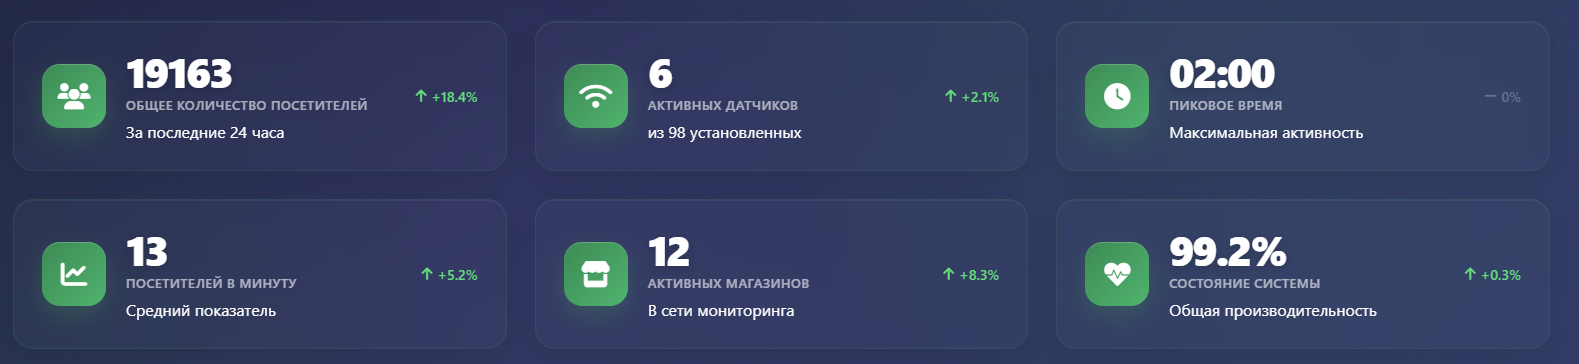 19163
ОБЩЕЕ КОЛИЧЕСТВО ПОСЕТИТЕЛЕЙ
За последние 24 часа
+18.4%
6
АКТИВНЫХ ДАТЧИКОВ
из 98 установленных
+2.1%
02:00
ПИКОВОЕ ВРЕМЯ
Максимальная активность
0%
13
ПОСЕТИТЕЛЕЙ В МИНУТУ
Средний показатель
+5.2%
12
АКТИВНЫХ МАГАЗИНОВ
В сети мониторинга
+8.3%
99.2%
СОСТОЯНИЕ СИСТЕМЫ
Общая производительность
+0.3%